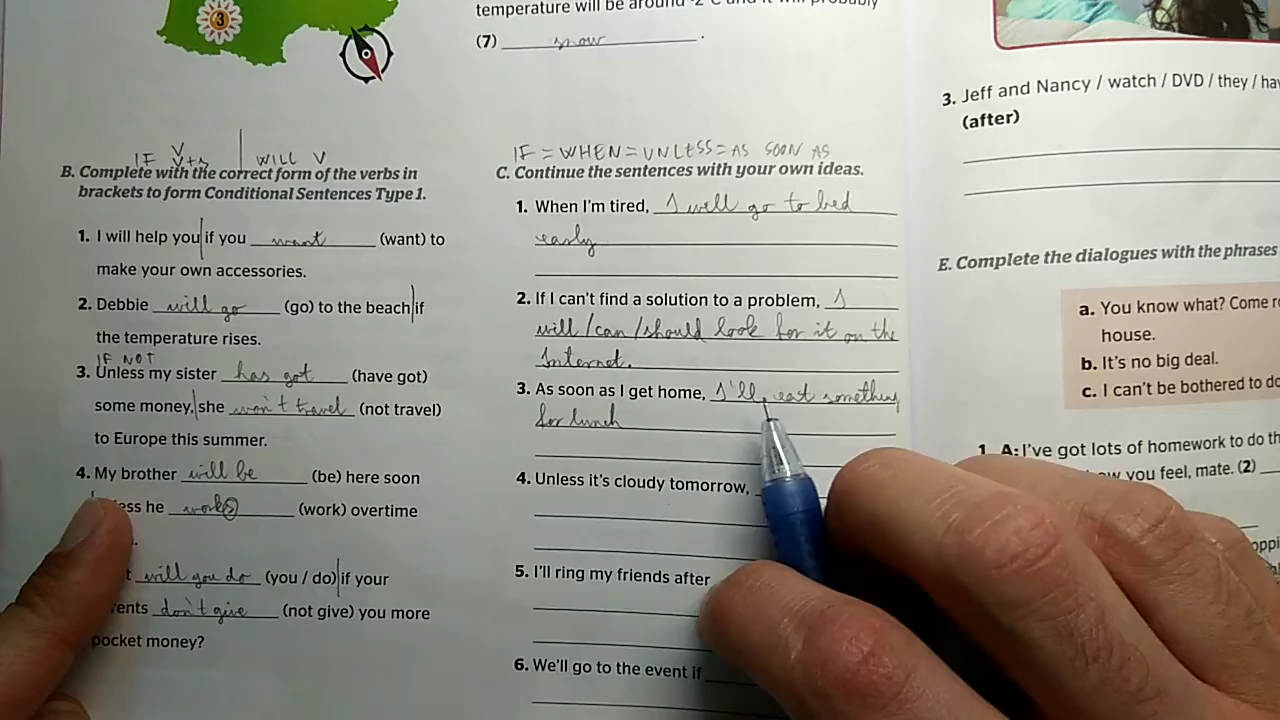 3
temperature will be around -2°C and it will probably
(7) snow .
IF V V+s | WILL V
B. Complete with the correct form of the verbs in
brackets to form Conditional Sentences Type 1.
1. I will help you if you want (want) to
make your own accessories.
2. Debbie will go (go) to the beach if
the temperature rises.
IF NOT
3. Unless my sister has got (have got)
some money, she won't travel (not travel)
to Europe this summer.
4. My brother will be (be) here soon
he works (work) overtime
will you do (you / do) if your
don't give (not give) you more
pocket money?
IF = WHEN = UNLESS = AS SOON AS
C. Continue the sentences with your own ideas.
1. When I'm tired, I will go to bed
early
2. If I can't find a solution to a problem, I
will/can/should look for it on the
Internet.
3. As soon as I get home, I'll eat something
for lunch
4. Unless it's cloudy tomorrow,
5. I'll ring my friends after
6. We'll go to the event if
3. Jeff and Nancy / watch / DVD / they /
(after)
E. Complete the dialogues with the phrases
a. You know what? Come
house.
b. It's no big deal.
c. I can't be bothered to
1 A: I've got lots of homework to do
you feel, mate. (2)